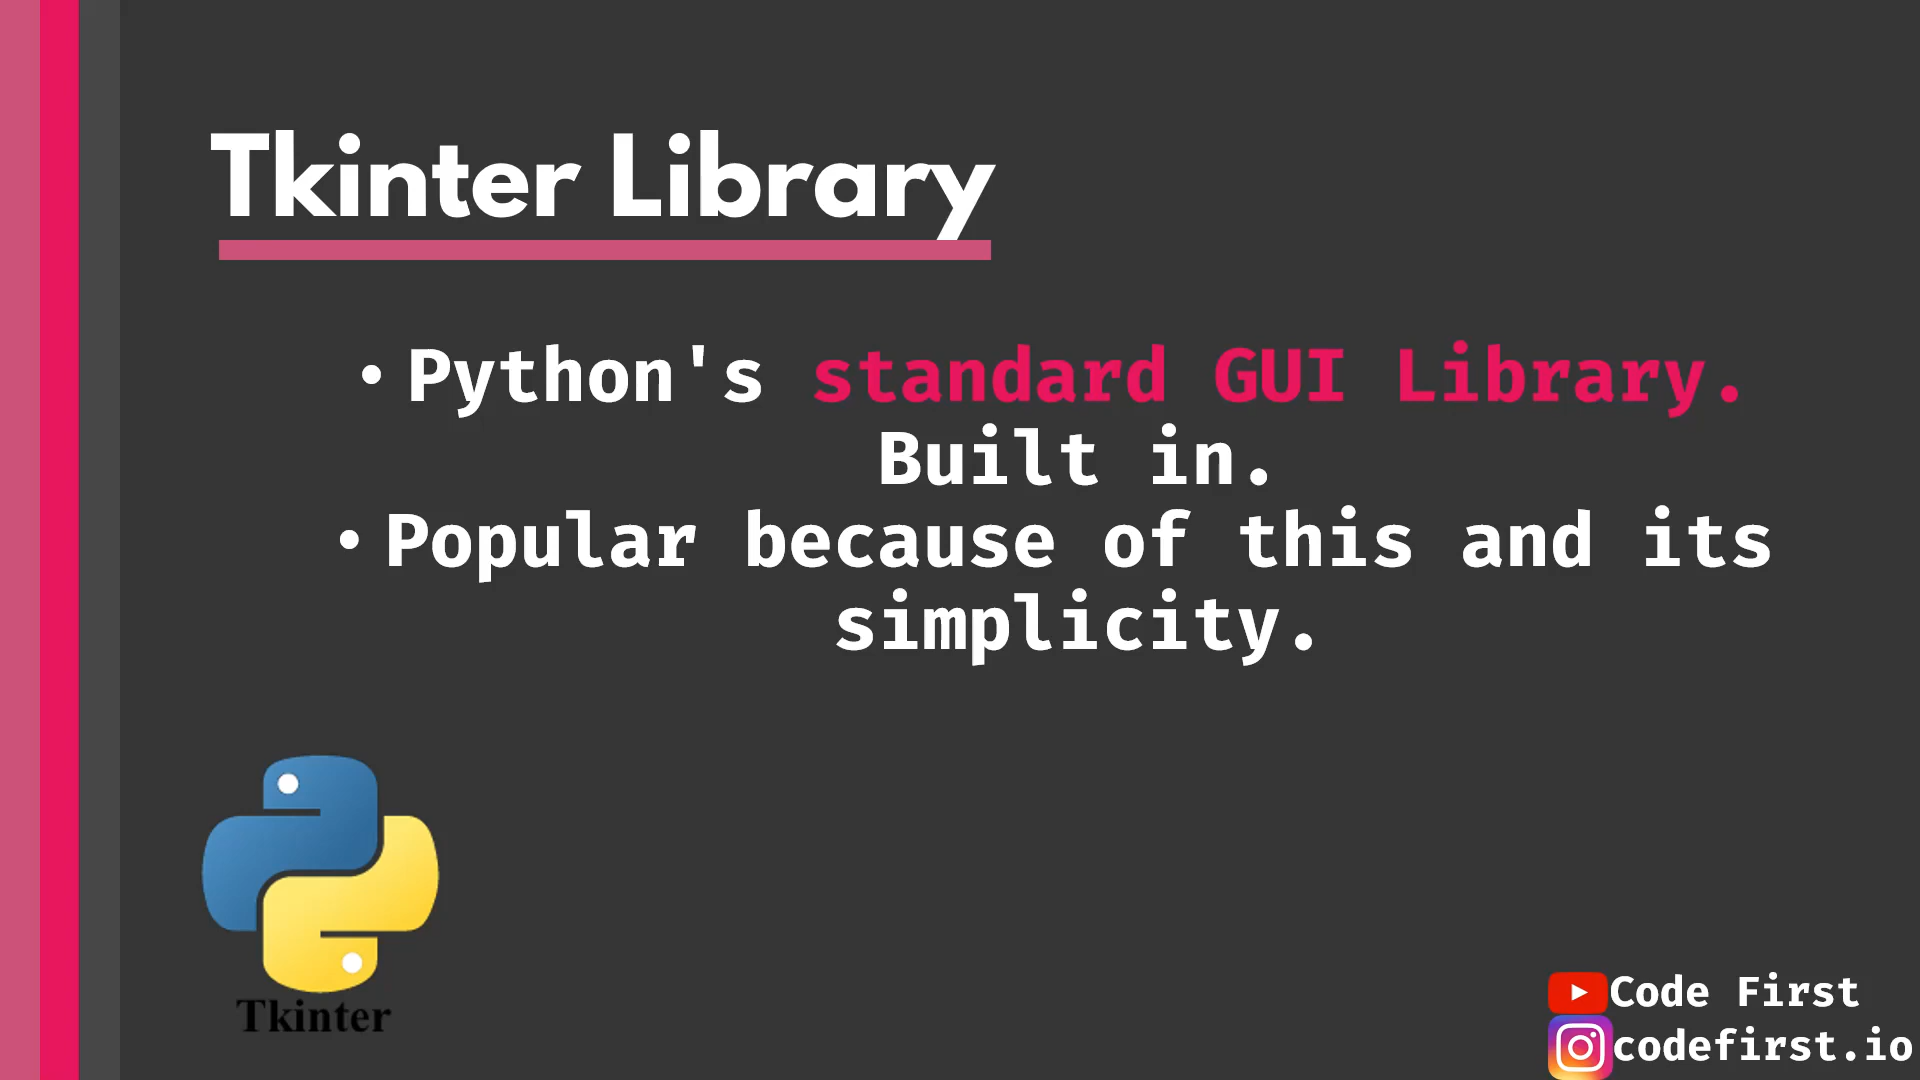 Tkinter Library
• Python's standard GUI Library.
Built in.
• Popular because of this and its
simplicity.
Tkinter
Code First
codefirst.io